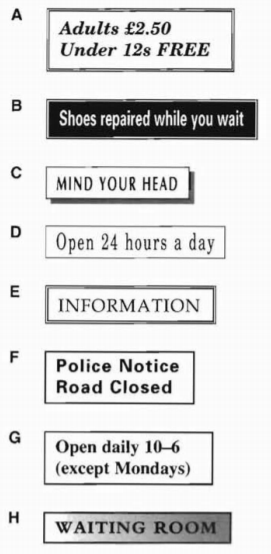 A
Adults £2.50
Under 12s FREE
B
Shoes repaired while you wait
C
MIND YOUR HEAD
D
Open 24 hours a day
E
INFORMATION
F
Police Notice
Road Closed
G
Open daily 10–6
(except Mondays)
H
WAITING ROOM